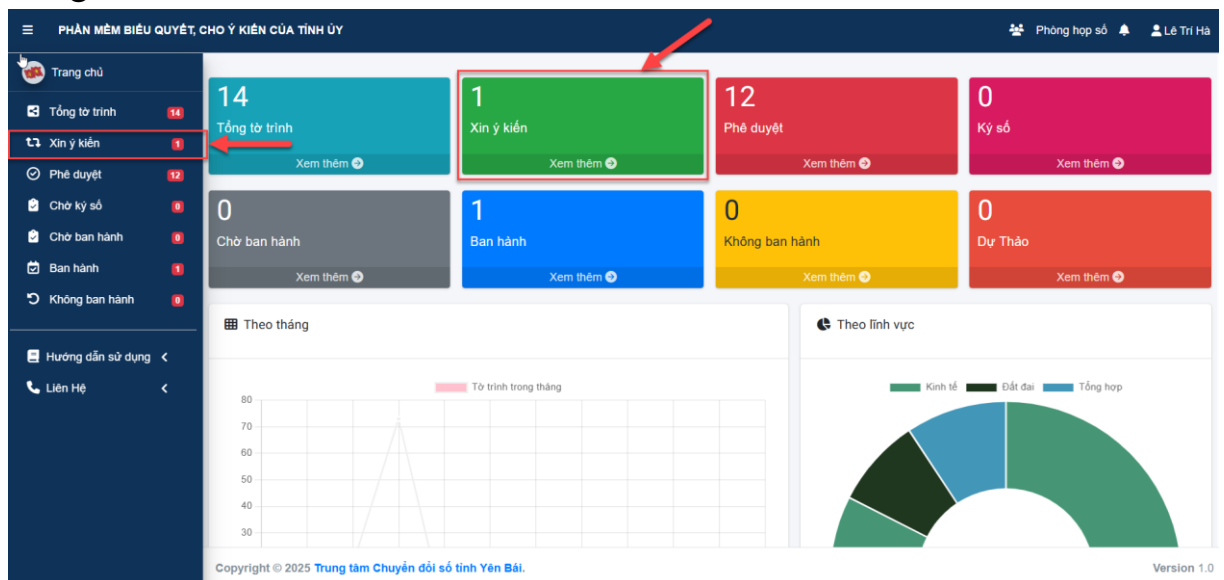 PHẦN MỀM BIỂU QUYẾT, CHO Ý KIẾN CỦA TỈNH ỦY
Phòng họp số
Lê Trí Hà
Trang chủ
Tổng tờ trình 14
Xin ý kiến 1
Phê duyệt 12
Chờ ký số 0
Chờ ban hành 0
Ban hành 1
Không ban hành 0
Hướng dẫn sử dụng
Liên Hệ
14
Tổng tờ trình
Xem thêm
1
Xin ý kiến
Xem thêm
12
Phê duyệt
Xem thêm
0
Ký số
Xem thêm
0
Chờ ban hành
Xem thêm
1
Ban hành
Xem thêm
0
Không ban hành
Xem thêm
0
Dự Thảo
Xem thêm
Theo tháng
Tờ trình trong tháng
80
70
60
50
40
30
Theo lĩnh vực
Kinh tế Đất đai Tổng hợp
Copyright © 2025 Trung tâm Chuyển đổi số tỉnh Yên Bái.
Version 1.0